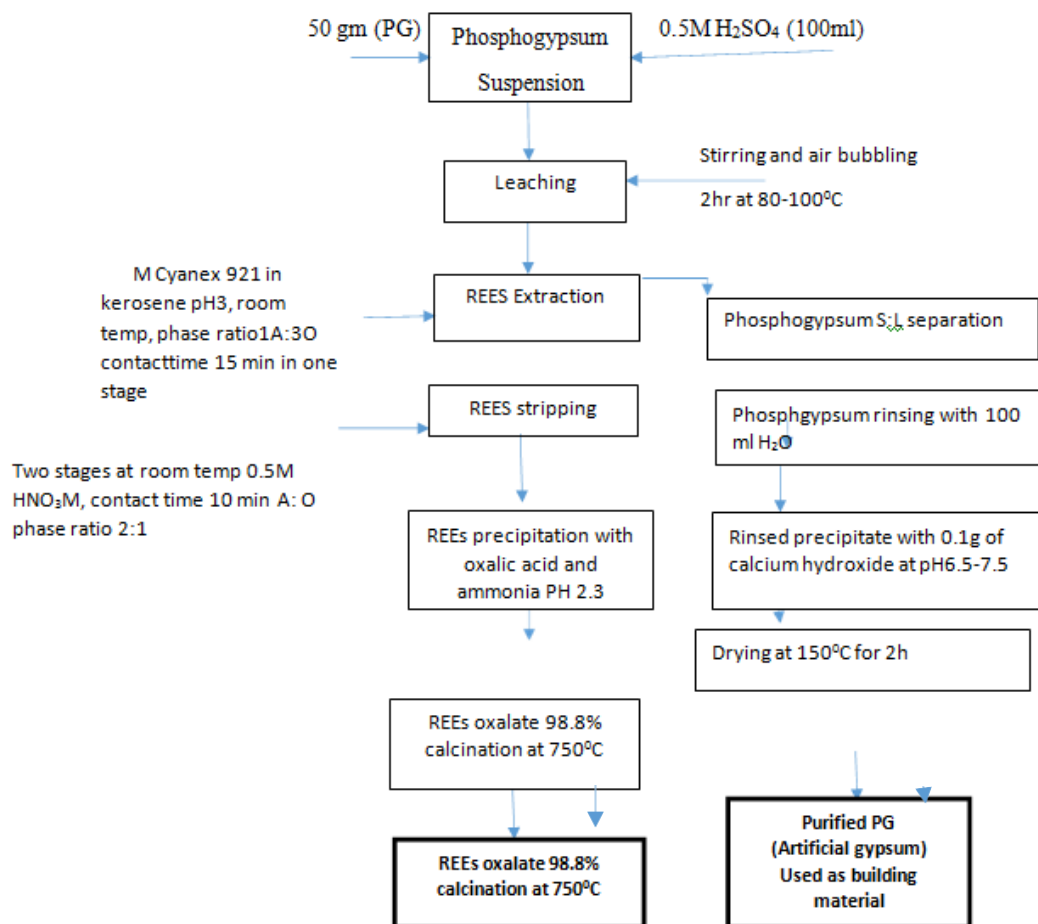 50 gm (PG)
Phosphogypsum
Suspension
0.5M H₂SO₄ (100ml)
Leaching
Stirring and air bubbling
2hr at 80-100⁰C
M Cyanex 921 in
kerosene pH3, room
temp, phase ratio1A:3O
contacttime 15 min in one
stage
REES Extraction
Phosphogypsum S:L separation
REES stripping
Phosphgypsum rinsing with 100
ml H₂O
Two stages at room temp 0.5M
HNO₃M, contact time 10 min A: O
phase ratio 2:1
REEs precipitation with
oxalic acid and
ammonia PH 2.3
Rinsed precipitate with 0.1g of
calcium hydroxide at pH6.5-7.5
Drying at 150⁰C for 2h
REEs oxalate 98.8%
calcination at 750⁰C
REEs oxalate 98.8%
calcination at 750⁰C
Purified PG
(Artificial gypsum)
Used as building
material